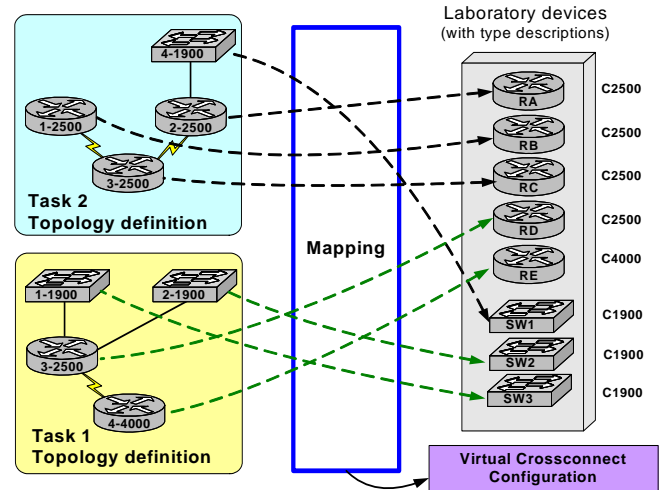 Laboratory devices
(with type descriptions)
4-1900
1-2500
2-2500
3-2500
Task 2
Topology definition
1-1900
2-1900
3-2500
4-4000
Task 1
Topology definition
Mapping
RA
C2500
RB
C2500
RC
C2500
RD
C2500
RE
C4000
SW1
C1900
SW2
C1900
SW3
C1900
Virtual Crossconnect
Configuration